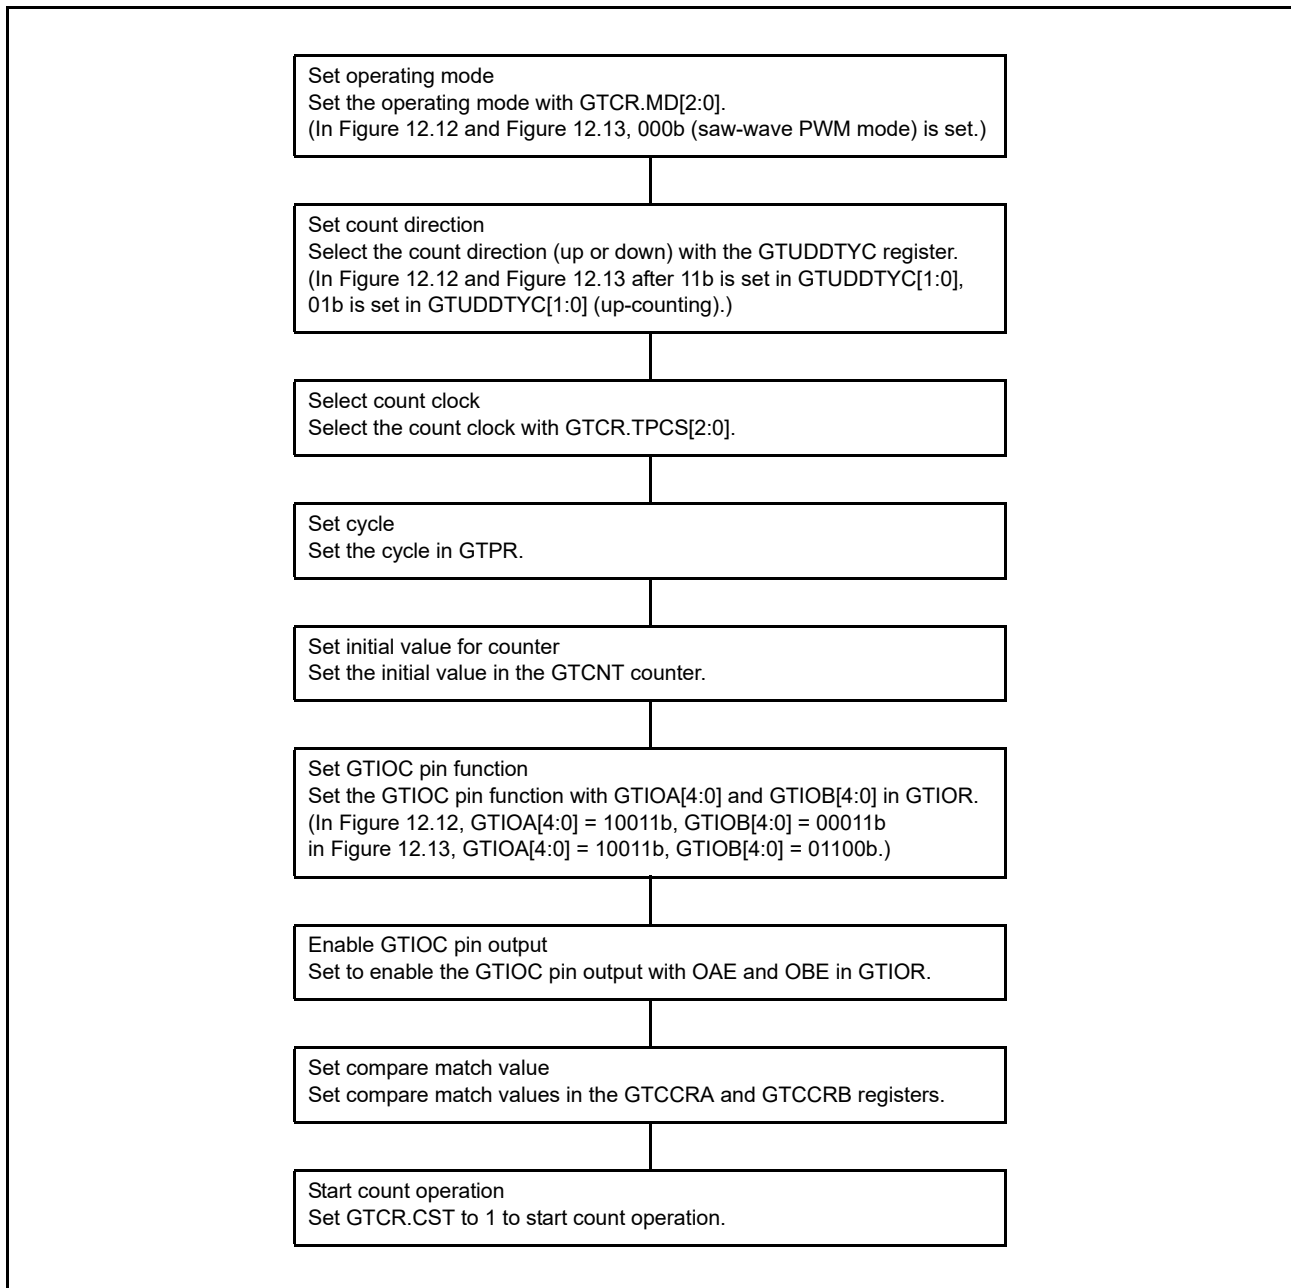 Set operating mode
Set the operating mode with GTCR.MD[2:0].
(In Figure 12.12 and Figure 12.13, 000b (saw-wave PWM mode) is set.)
Set count direction
Select the count direction (up or down) with the GTUDDTYC register.
(In Figure 12.12 and Figure 12.13 after 11b is set in GTUDDTYC[1:0],
01b is set in GTUDDTYC[1:0] (up-counting).)
Select count clock
Select the count clock with GTCR.TPCS[2:0].
Set cycle
Set the cycle in GTPR.
Set initial value for counter
Set the initial value in the GTCNT counter.
Set GTIOC pin function
Set the GTIOC pin function with GTIOA[4:0] and GTIOB[4:0] in GTIOR.
(In Figure 12.12, GTIOA[4:0] = 10011b, GTIOB[4:0] = 00011b
in Figure 12.13, GTIOA[4:0] = 10011b, GTIOB[4:0] = 01100b.)
Enable GTIOC pin output
Set to enable the GTIOC pin output with OAE and OBE in GTIOR.
Set compare match value
Set compare match values in the GTCCRA and GTCCRB registers.
Start count operation
Set GTCR.CST to 1 to start count operation.